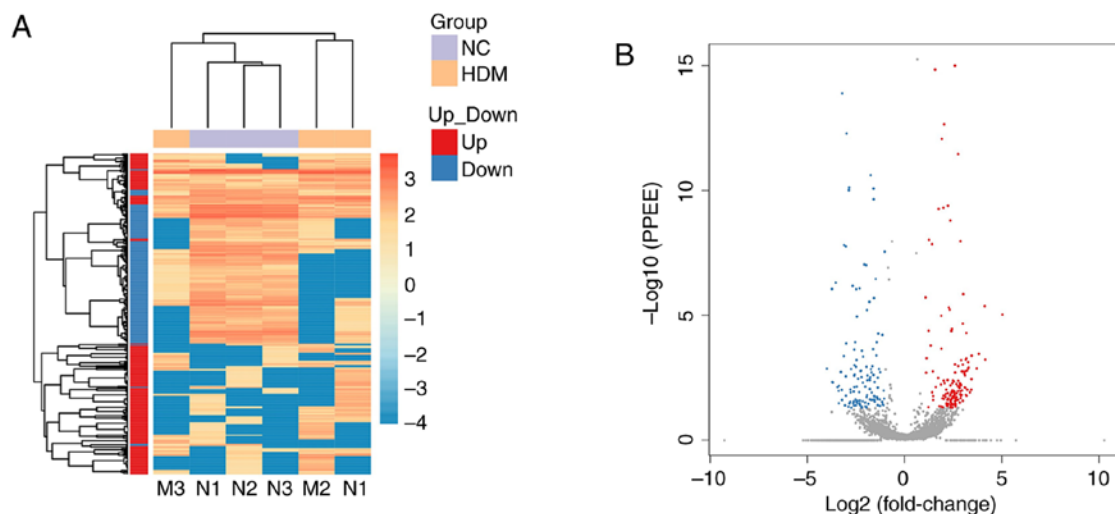 A
Group
NC
HDM
Up_Down
Up
Down
3
2
1
0
−1
−2
−3
−4
M3 N1 N2 N3 M2 N1
B
−Log10 (PPEE)
15
10
5
0
−10 −5 0 5 10
Log2 (fold-change)